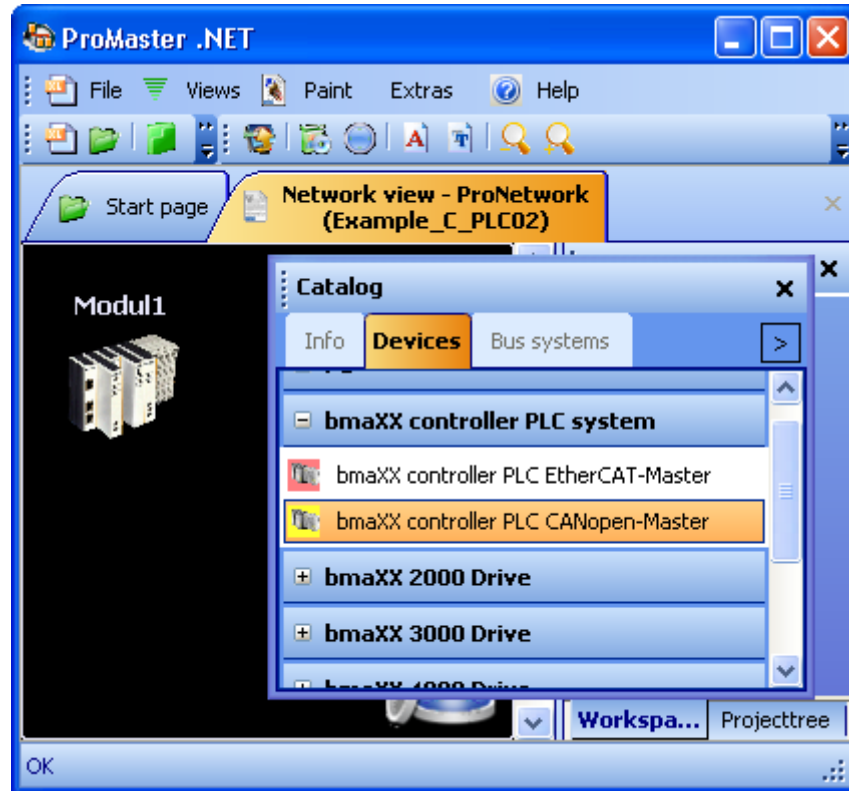 ProMaster .NET
File Views Paint Extras Help
Start page
Network view - ProNetwork
(Example_C_PLC02)
Modul1
Catalog
Info Devices Bus systems >
bmaXX controller PLC system
bmaXX controller PLC EtherCAT-Master
bmaXX controller PLC CANopen-Master
bmaXX 2000 Drive
bmaXX 3000 Drive
Workspa... Projecttree
OK